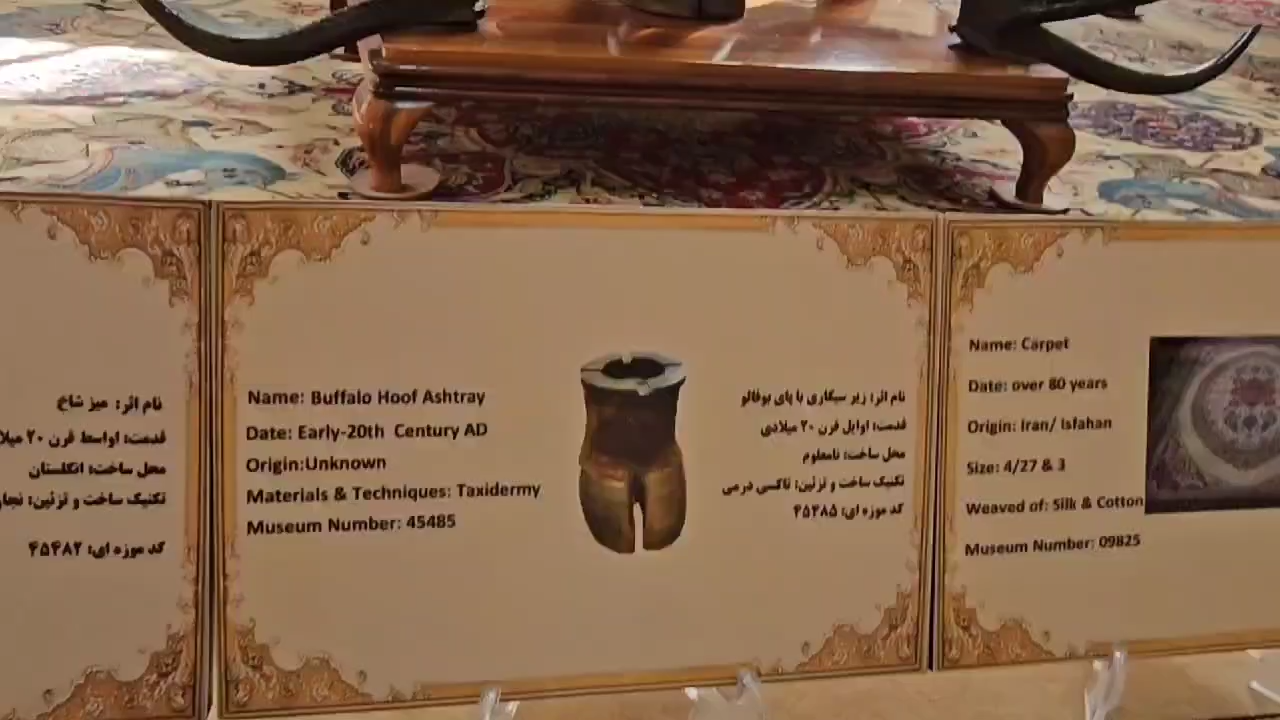 نام اثر: میز شاخ
قدمت: اواسط قرن ۲۰
محل ساخت: انگلستان
تکنیک ساخت و تزئین:
کد موزه ای: ۴۵۴۸۲
Name: Buffalo Hoof Ashtray
Date: Early-20th Century AD
Origin:Unknown
Materials & Techniques: Taxidermy
Museum Number: 45485
نام اثر: زیر سیگاری با پای بوفالو
قدمت: اوایل قرن ۲۰ میلادی
محل ساخت: نامعلوم
تکنیک ساخت و تزئین: تاکسی درمی
کد موزه ای: ۴۵۴۸۵
Name: Carpet
Date: over 80 years
Origin: Iran/ Isfahan
Size: 4/27 & 3
Weaved of: Silk & Cotton
Museum Number: 09825